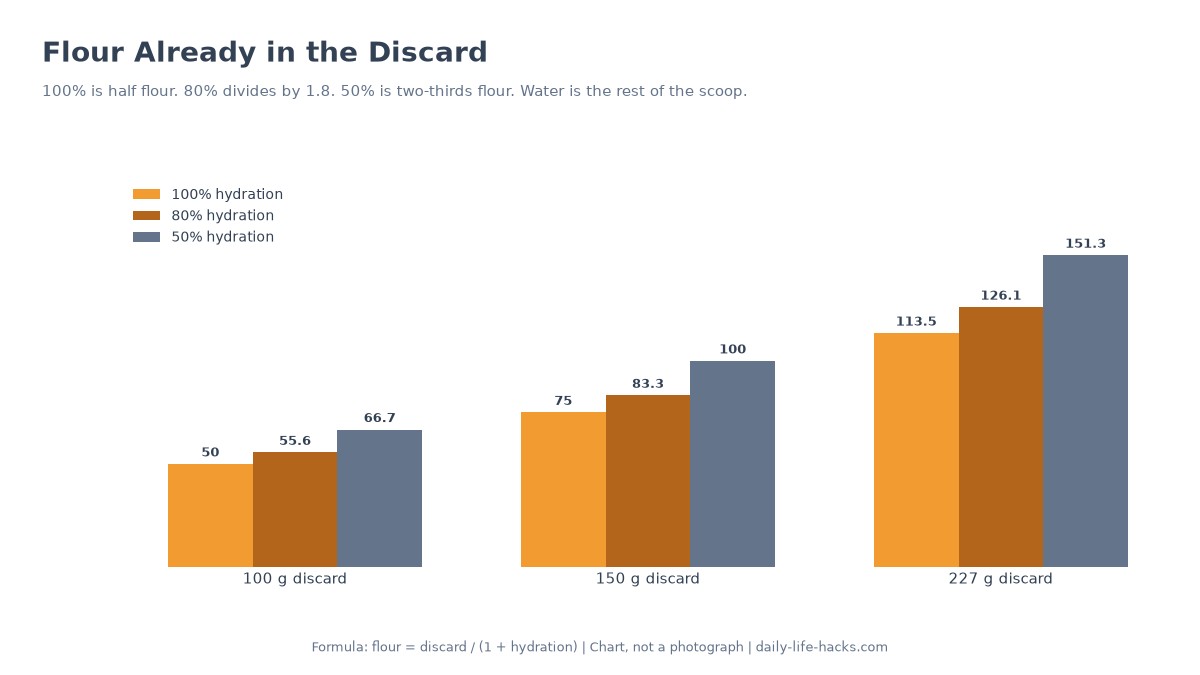 Flour Already in the Discard
100% is half flour. 80% divides by 1.8. 50% is two-thirds flour. Water is the rest of the scoop.
100% hydration
80% hydration
50% hydration
50
55.6
66.7
75
83.3
100
113.5
126.1
151.3
100 g discard
150 g discard
227 g discard
Formula: flour = discard / (1 + hydration) | Chart, not a photograph | daily-life-hacks.com